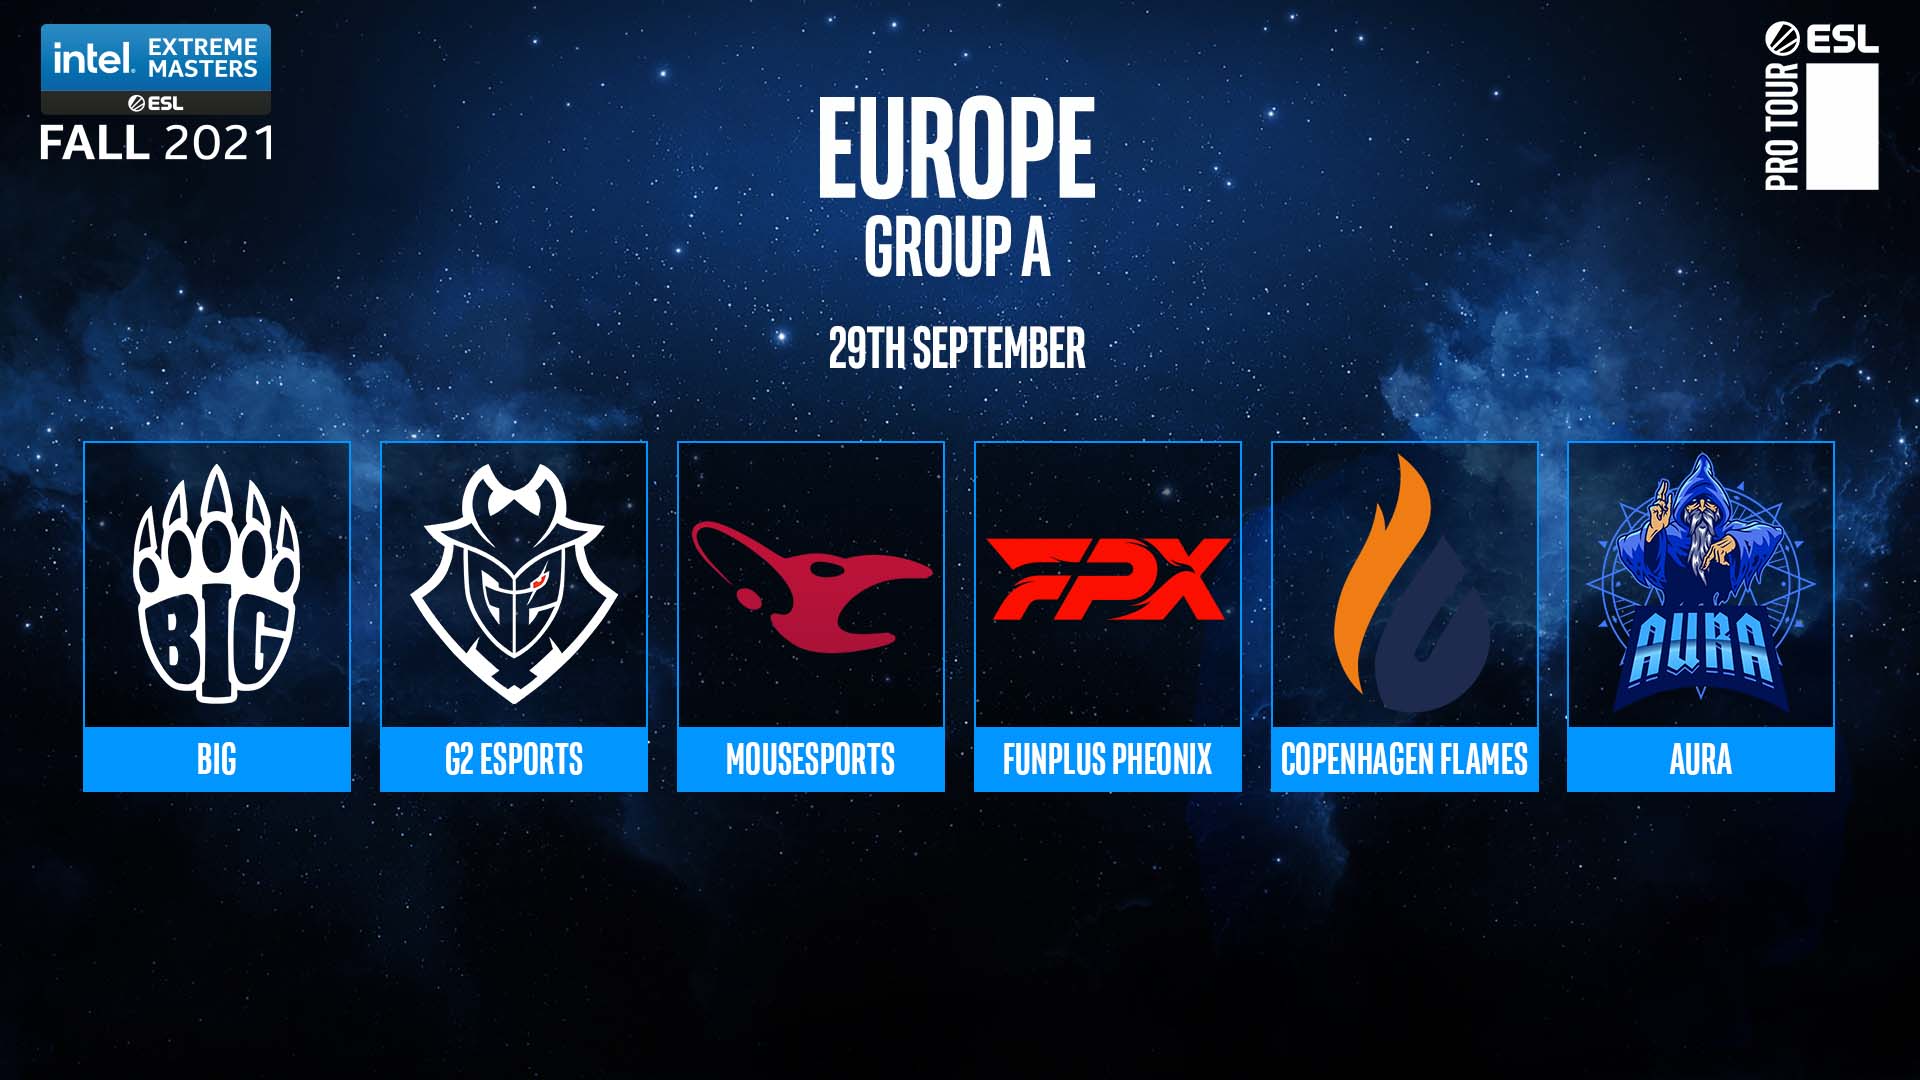 intel. EXTREME
MASTERS
ESL
FALL 2021
ESL
PRO TOUR
EUROPE
GROUP A
29TH SEPTEMBER
BIG
G2
FPX
AURA
BIG
G2 ESPORTS
MOUSESPORTS
FUNPLUS PHEONIX
COPENHAGEN FLAMES
AURA